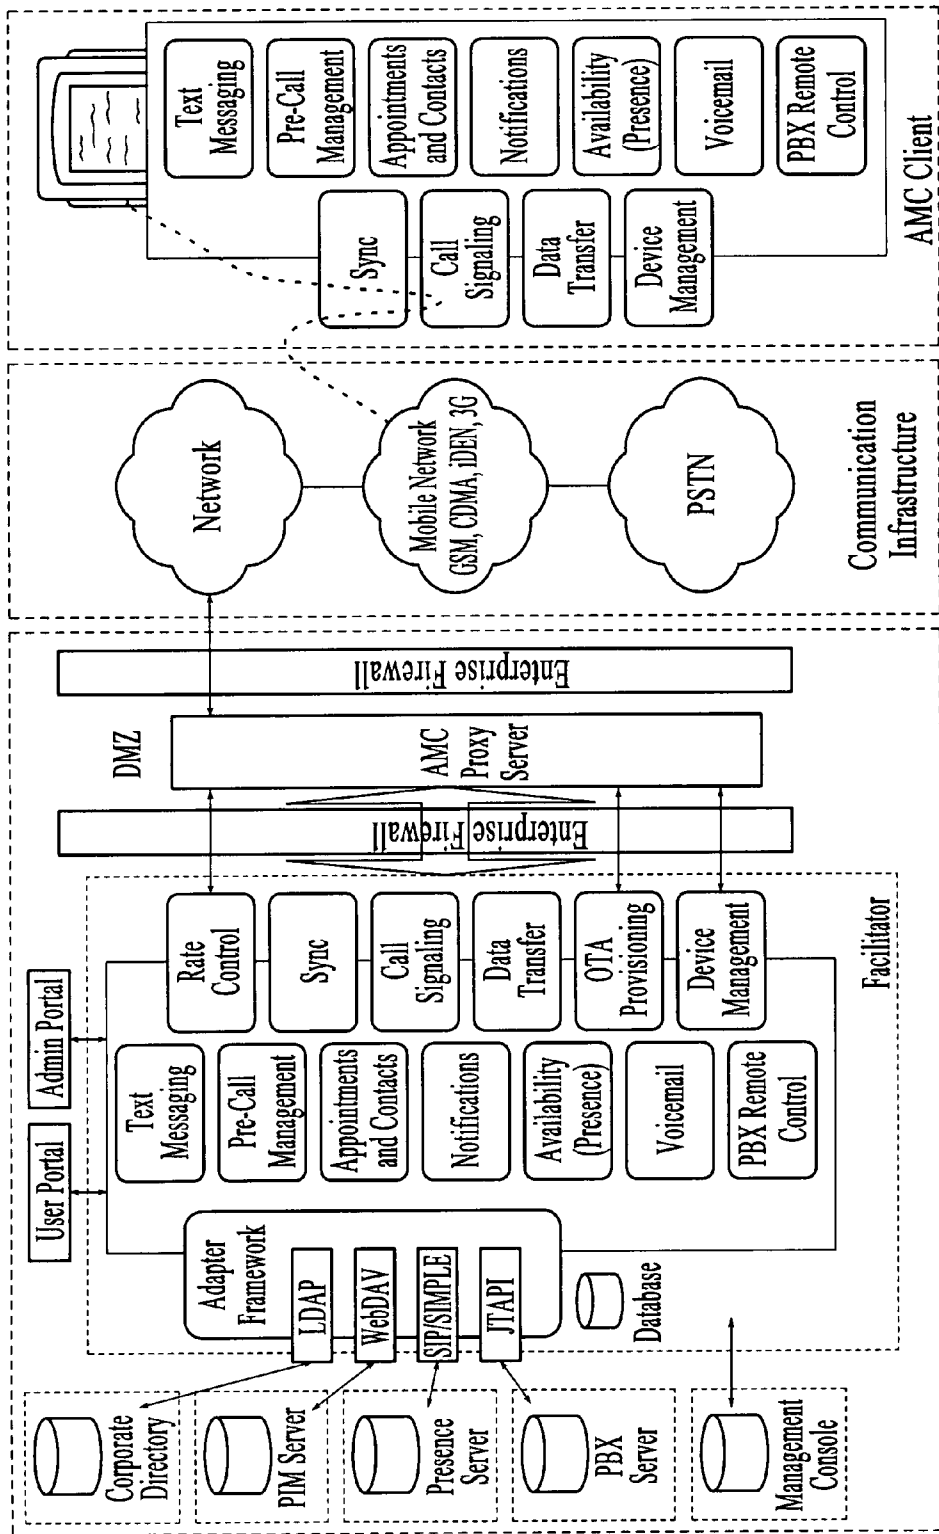 Corporate
Directory
PIM Server
Presence
Server
PBX
Server
Management
Console
User Portal
Admin Portal
Adapter
Framework
LDAP
WebDAV
SIP/SIMPLE
JTAPI
Database
Text
Messaging
Pre-Call
Management
Appointments
and Contacts
Notifications
Availability
(Presence)
Voicemail
PBX Remote
Control
Rate
Control
Sync
Call
Signaling
Data
Transfer
OTA
Provisioning
Device
Management
Facilitator
Enterprise Firewall
DMZ
AMC
Proxy
Server
Enterprise Firewall
Network
Mobile Network
GSM, CDMA, iDEN, 3G
PSTN
Communication
Infrastructure
Sync
Call
Signaling
Data
Transfer
Device
Management
Text
Messaging
Pre-Call
Management
Appointments
and Contacts
Notifications
Availability
(Presence)
Voicemail
PBX Remote
Control
AMC Client